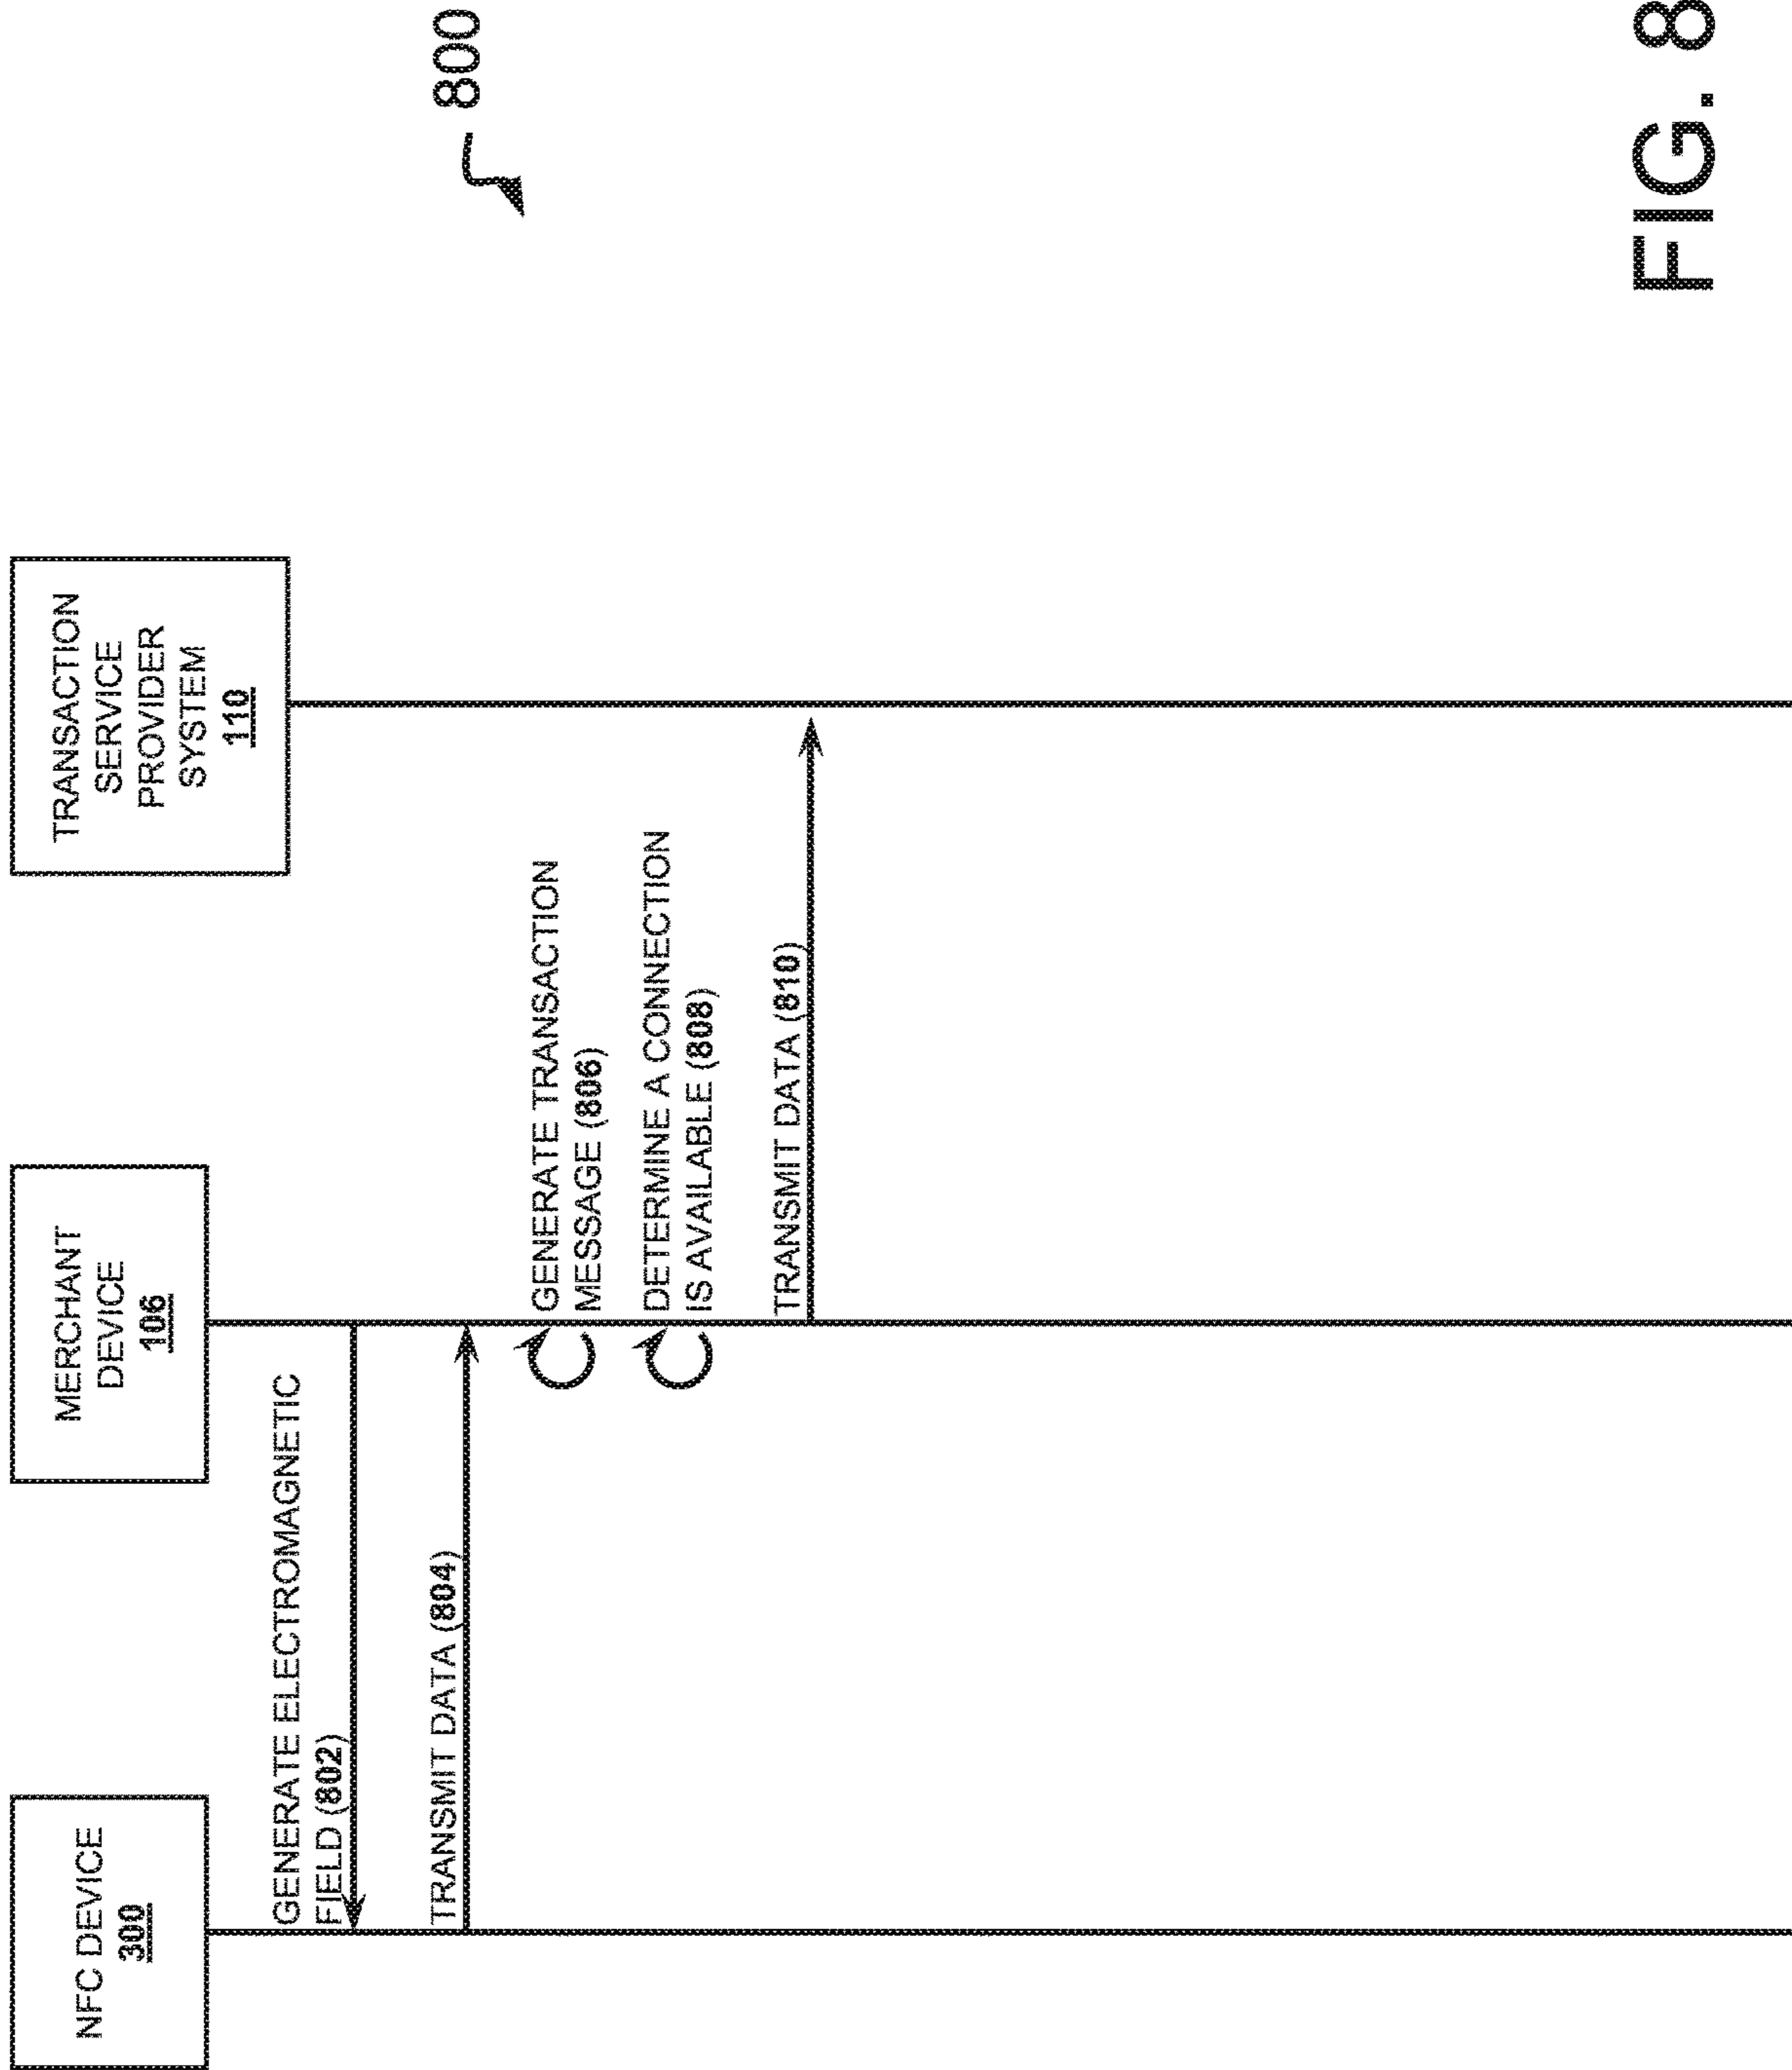 NFC DEVICE
300
MERCHANT
DEVICE
106
TRANSACTION
SERVICE
PROVIDER
SYSTEM
110
GENERATE ELECTROMAGNETIC
FIELD (802)
TRANSMIT DATA (804)
GENERATE TRANSACTION
MESSAGE (806)
DETERMINE A CONNECTION
IS AVAILABLE (808)
TRANSMIT DATA (810)
800
FIG. 8